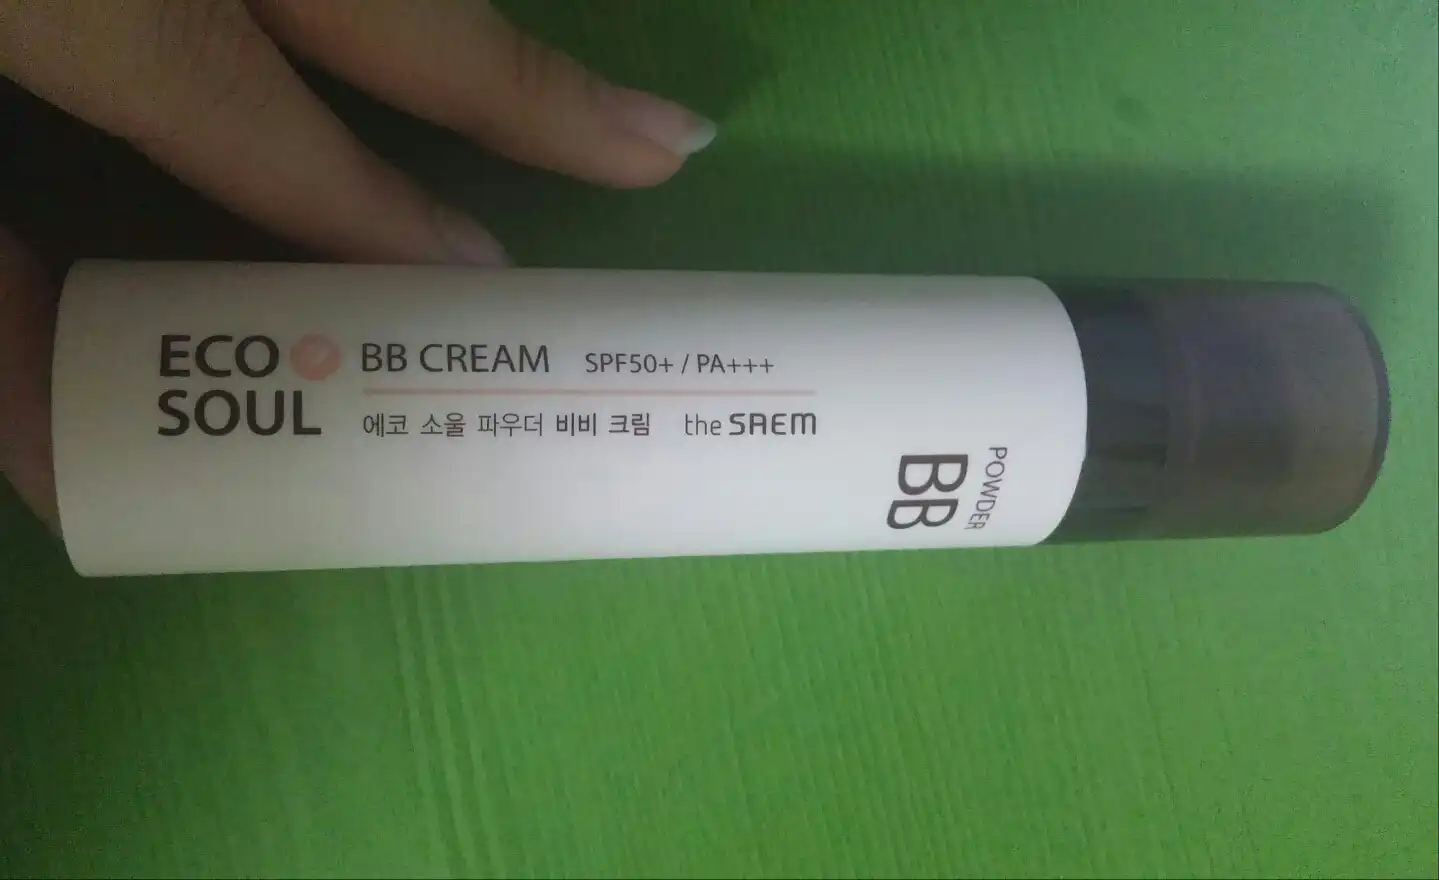 ECO SOUL
BB CREAM SPF50+ / PA+++
에코 소울 파우더 비비 크림 the SAEM
POWDER
BB